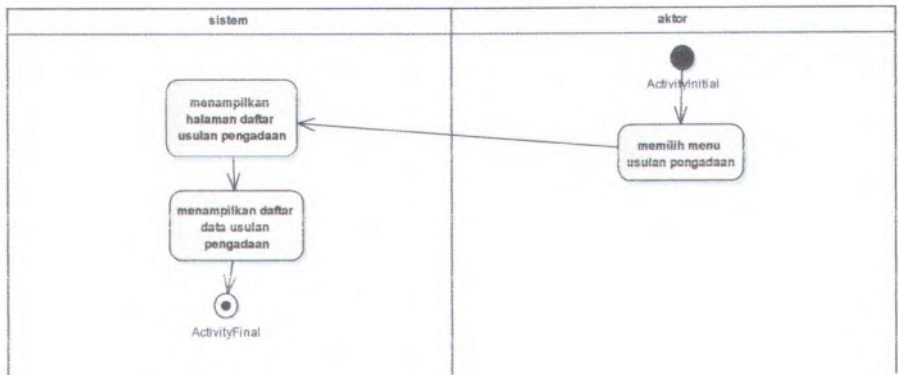 sistem
aktor
ActivityInitial
memilih menu
usulan pengadaan
menampilkan
halaman daftar
usulan pengadaan
menampilkan daftar
data usulan
pengadaan
ActivityFinal